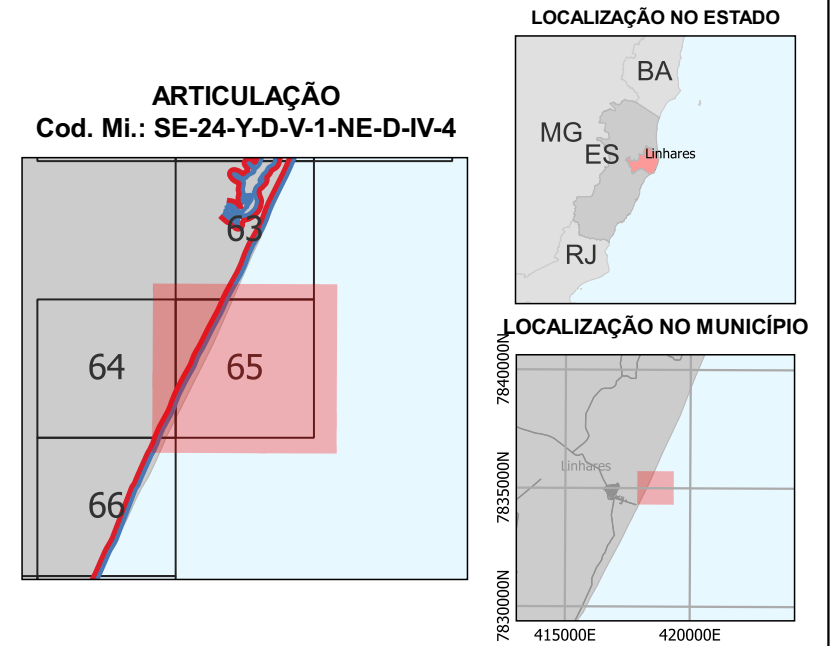 ARTICULAÇÃO
Cod. Mi.: SE-24-Y-D-V-1-NE-D-IV-4
63
64
65
66
LOCALIZAÇÃO NO ESTADO
BA
MG
ES
Linhares
RJ
LOCALIZAÇÃO NO MUNICÍPIO
7840000N
Linhares
7835000N
7830000N
415000E
420000E